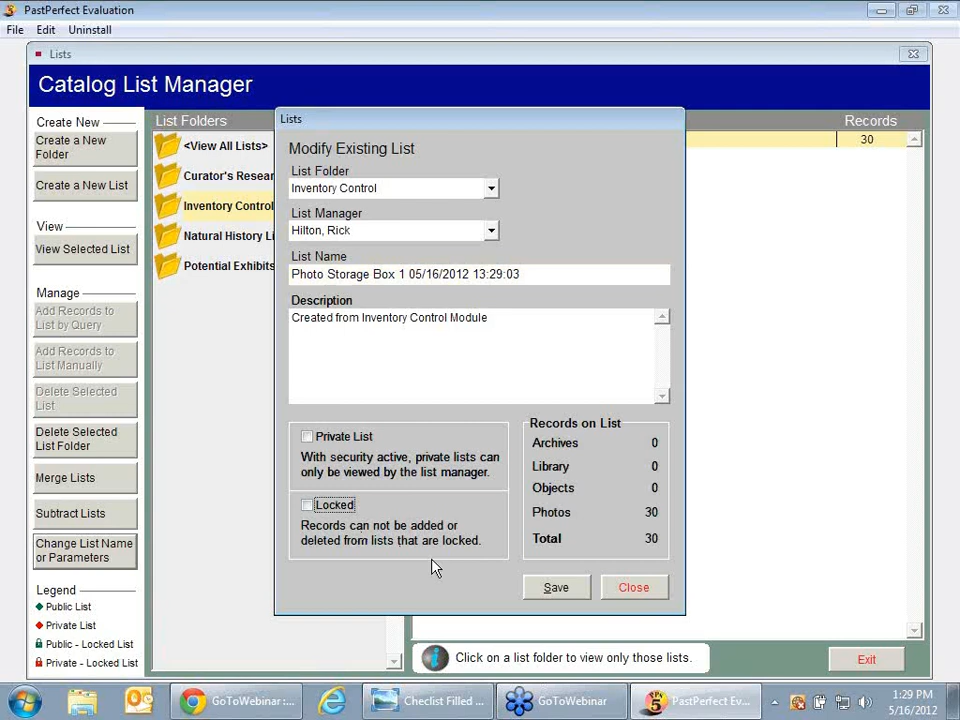 PastPerfect Evaluation
File Edit Uninstall
Lists
Catalog List Manager
Create New
Create a New
Folder
Create a New List
View
View Selected List
Manage
Add Records to
List by Query
Add Records to
List Manually
Delete Selected
List
Delete Selected
List Folder
Merge Lists
Subtract Lists
Change List Name
or Parameters
Legend
Public List
Private List
Public - Locked List
Private - Locked List
List Folders
<View All Lists>
Curator's Resear
Inventory Control
Natural History Li
Potential Exhibits
Records
30
Lists
Modify Existing List
List Folder
Inventory Control
List Manager
Hilton, Rick
List Name
Photo Storage Box 1 05/16/2012 13:29:03
Description
Created from Inventory Control Module
Private List
With security active, private lists can
only be viewed by the list manager.
Locked
Records can not be added or
deleted from lists that are locked.
Records on List
Archives 0
Library 0
Objects 0
Photos 30
Total 30
Save Close
Click on a list folder to view only those lists.
Exit
GoToWebinar :...
Checlist Filled ...
GoToWebinar
PastPerfect Ev...
1:29 PM
5/16/2012